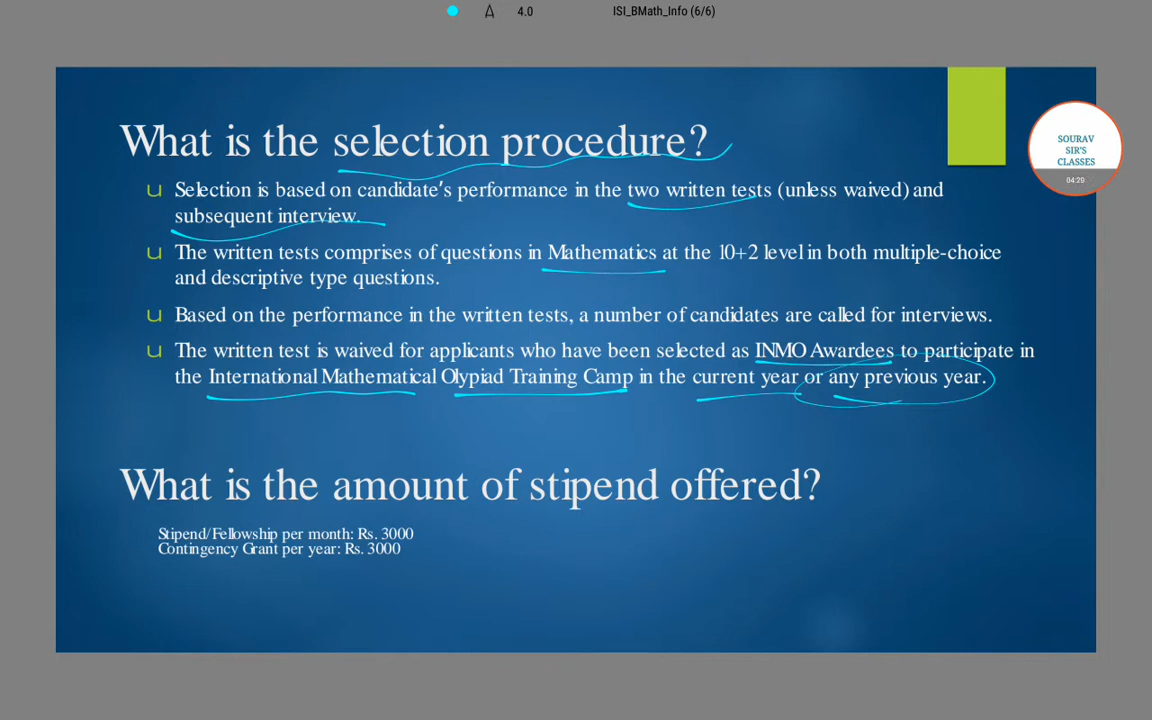 4.0 ISI_BMath_Info (6/6)
What is the selection procedure?
SOURAV
SIR'S
CLASSES
04:20
Selection is based on candidate's performance in the two written tests (unless waived) and
subsequent interview.
The written tests comprises of questions in Mathematics at the 10+2 level in both multiple-choice
and descriptive type questions.
Based on the performance in the written tests, a number of candidates are called for interviews.
The written test is waived for applicants who have been selected as INMO Awardees to participate in
the International Mathematical Olypiad Training Camp in the current year or any previous year.
What is the amount of stipend offered?
Stipend/Fellowship per month: Rs. 3000
Contingency Grant per year: Rs. 3000